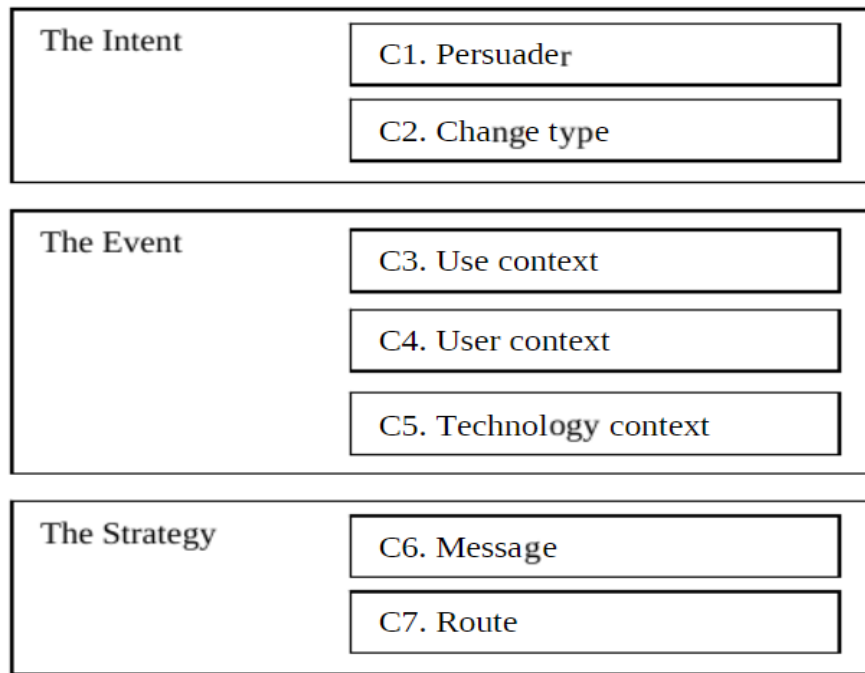 The Intent
C1. Persuader
C2. Change type
The Event
C3. Use context
C4. User context
C5. Technology context
The Strategy
C6. Message
C7. Route